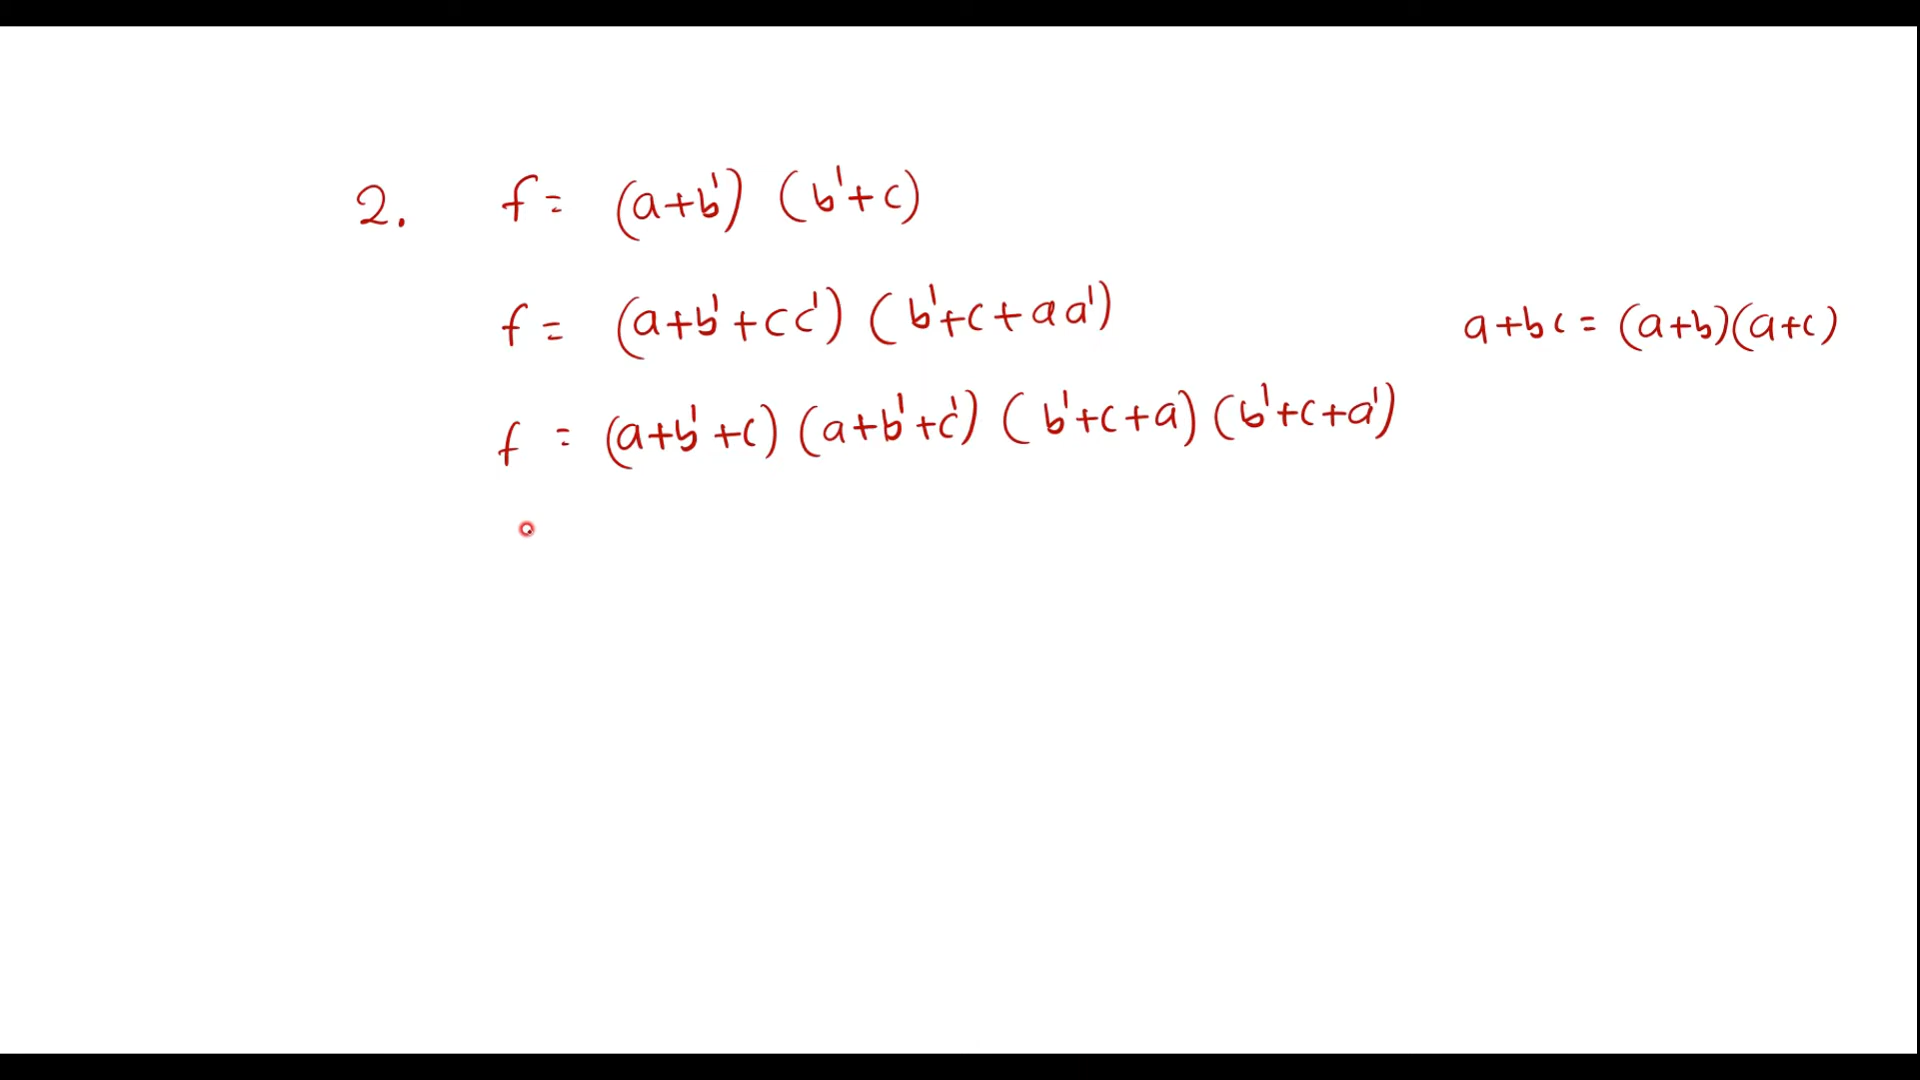 2. f = (a+b') (b'+c)
f = (a+b'+cc') (b'+c+aa')
a+bc = (a+b)(a+c)
f = (a+b'+c) (a+b'+c') (b'+c+a) (b'+c+a')